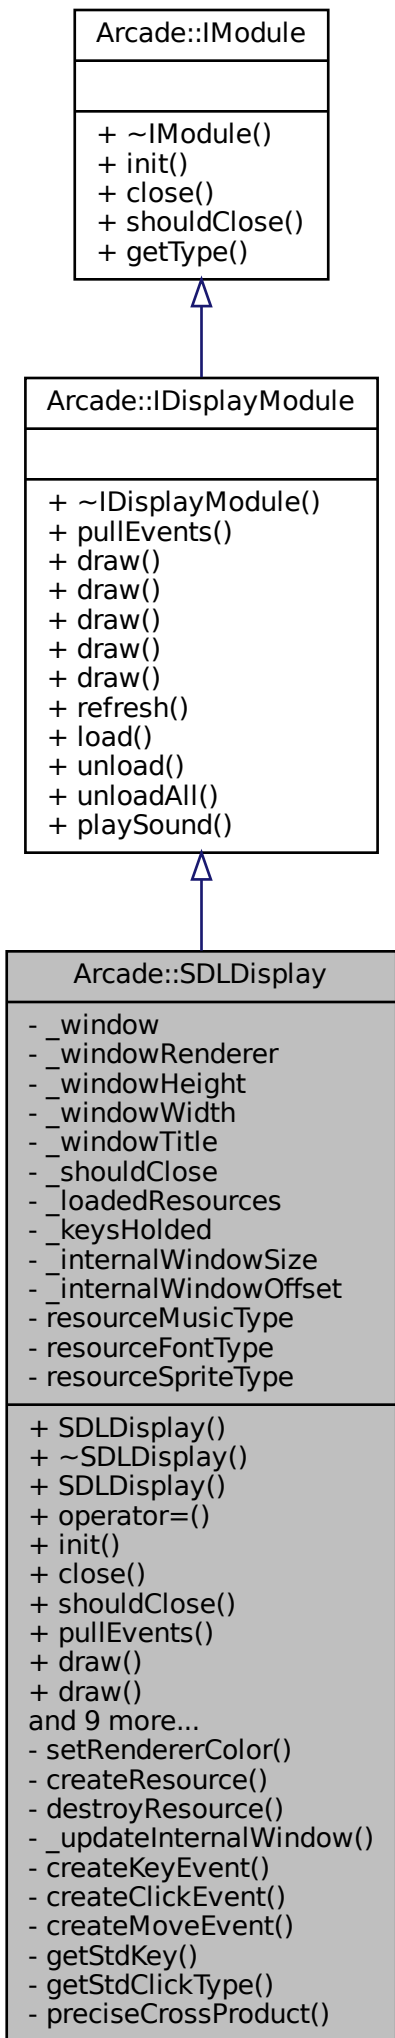 Arcade::IModule
+ ~IModule()
+ init()
+ close()
+ shouldClose()
+ getType()
Arcade::IDisplayModule
+ ~IDisplayModule()
+ pullEvents()
+ draw()
+ draw()
+ draw()
+ draw()
+ draw()
+ refresh()
+ load()
+ unload()
+ unloadAll()
+ playSound()
Arcade::SDLDisplay
- _window
- _windowRenderer
- _windowHeight
- _windowWidth
- _windowTitle
- _shouldClose
- _loadedResources
- _keysHolded
- _internalWindowSize
- _internalWindowOffset
- resourceMusicType
- resourceFontType
- resourceSpriteType
+ SDLDisplay()
+ ~SDLDisplay()
+ SDLDisplay()
+ operator=()
+ init()
+ close()
+ shouldClose()
+ pullEvents()
+ draw()
+ draw()
and 9 more...
- setRendererColor()
- createResource()
- destroyResource()
- _updateInternalWindow()
- createKeyEvent()
- createClickEvent()
- createMoveEvent()
- getStdKey()
- getStdClickType()
- preciseCrossProduct()